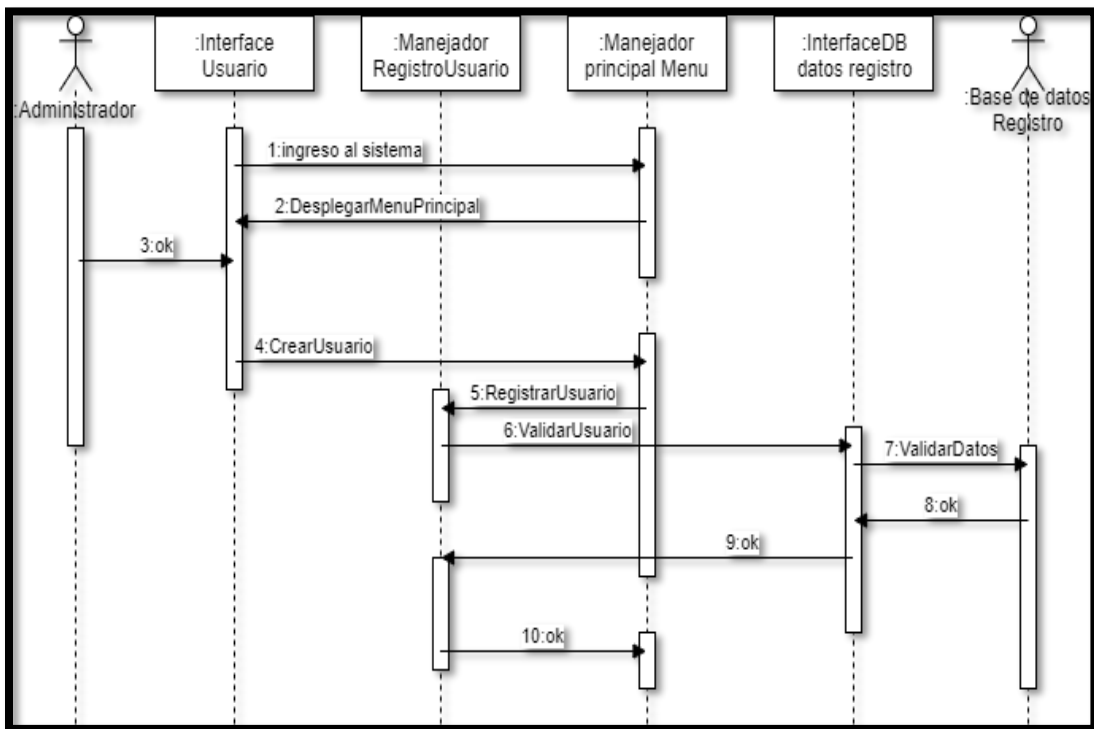 :Interface
Usuario
:Manejador
RegistroUsuario
:Manejador
principal Menu
:InterfaceDB
datos registro
:Administrador
:Base de datos
Registro
1:ingreso al sistema
2:DesplegarMenuPrincipal
3:ok
4:CrearUsuario
5:RegistrarUsuario
6:ValidarUsuario
7:ValidarDatos
8:ok
9:ok
10:ok